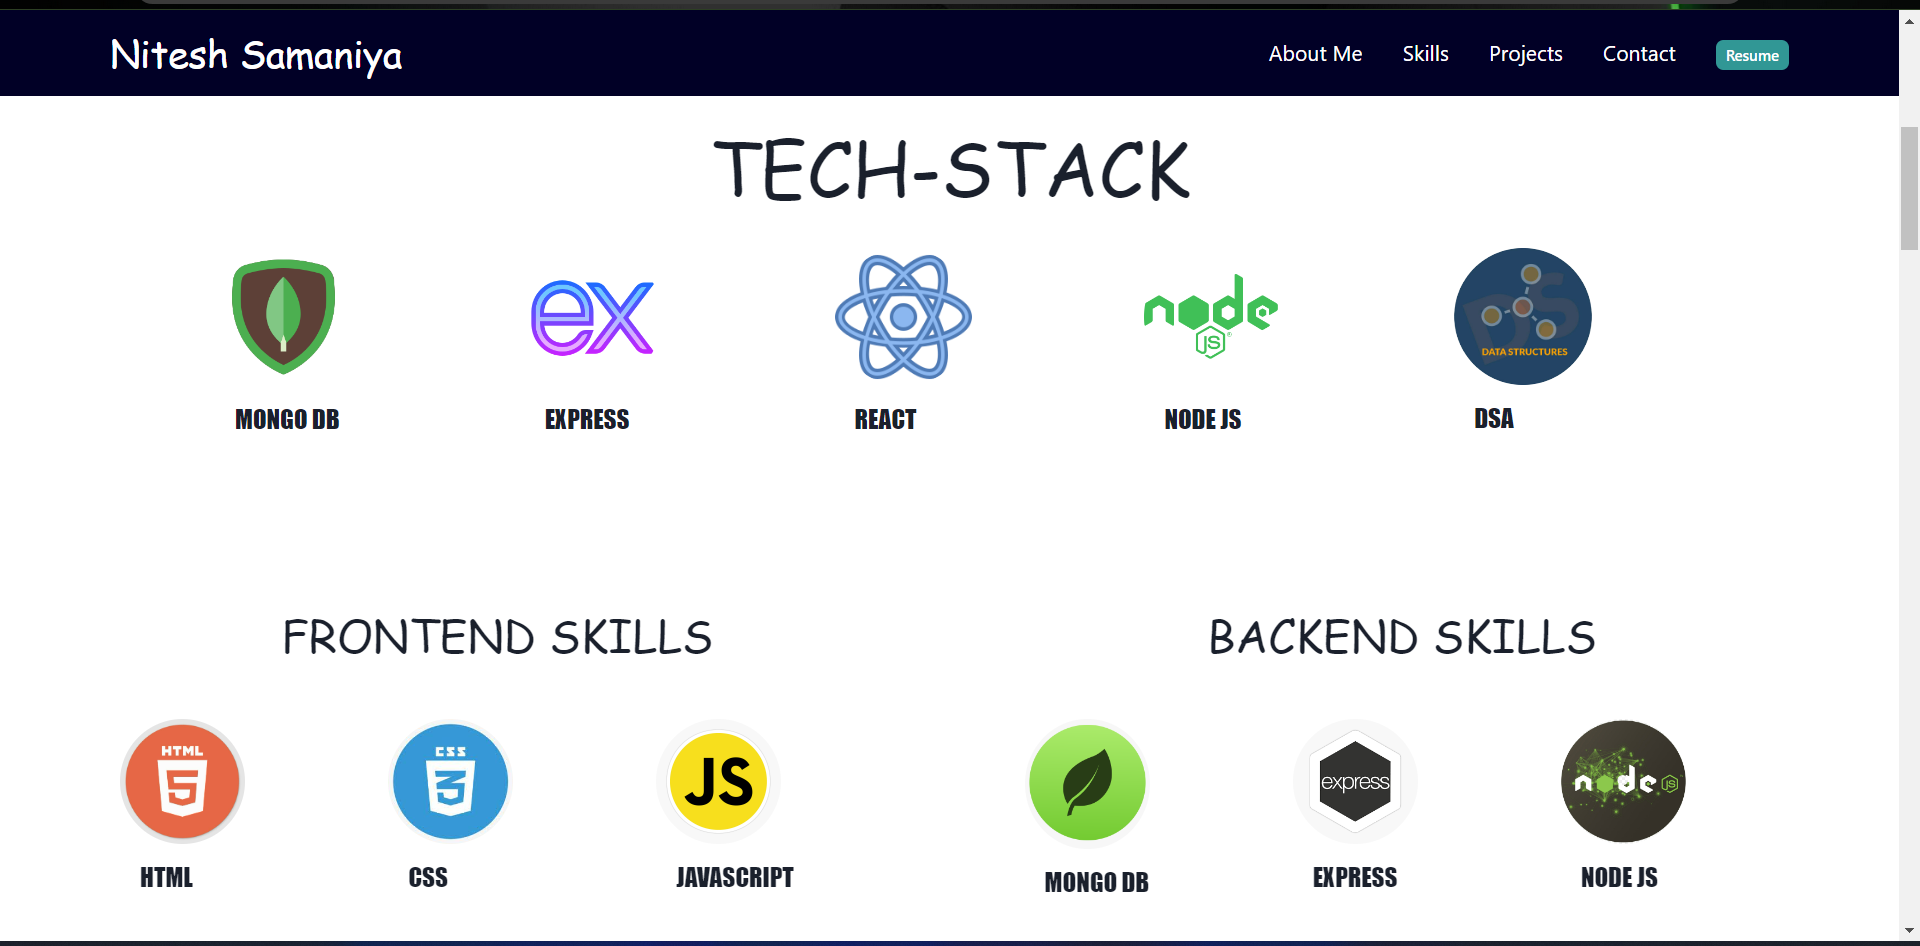 Nitesh Samaniya
About Me Skills Projects Contact Resume
TECH-STACK
ex node JS DS DATA STRUCTURES
MONGO DB EXPRESS REACT NODE JS DSA
FRONTEND SKILLS BACKEND SKILLS
HTML 5 CSS 3 JS express node JS
HTML CSS JAVASCRIPT MONGO DB EXPRESS NODE JS